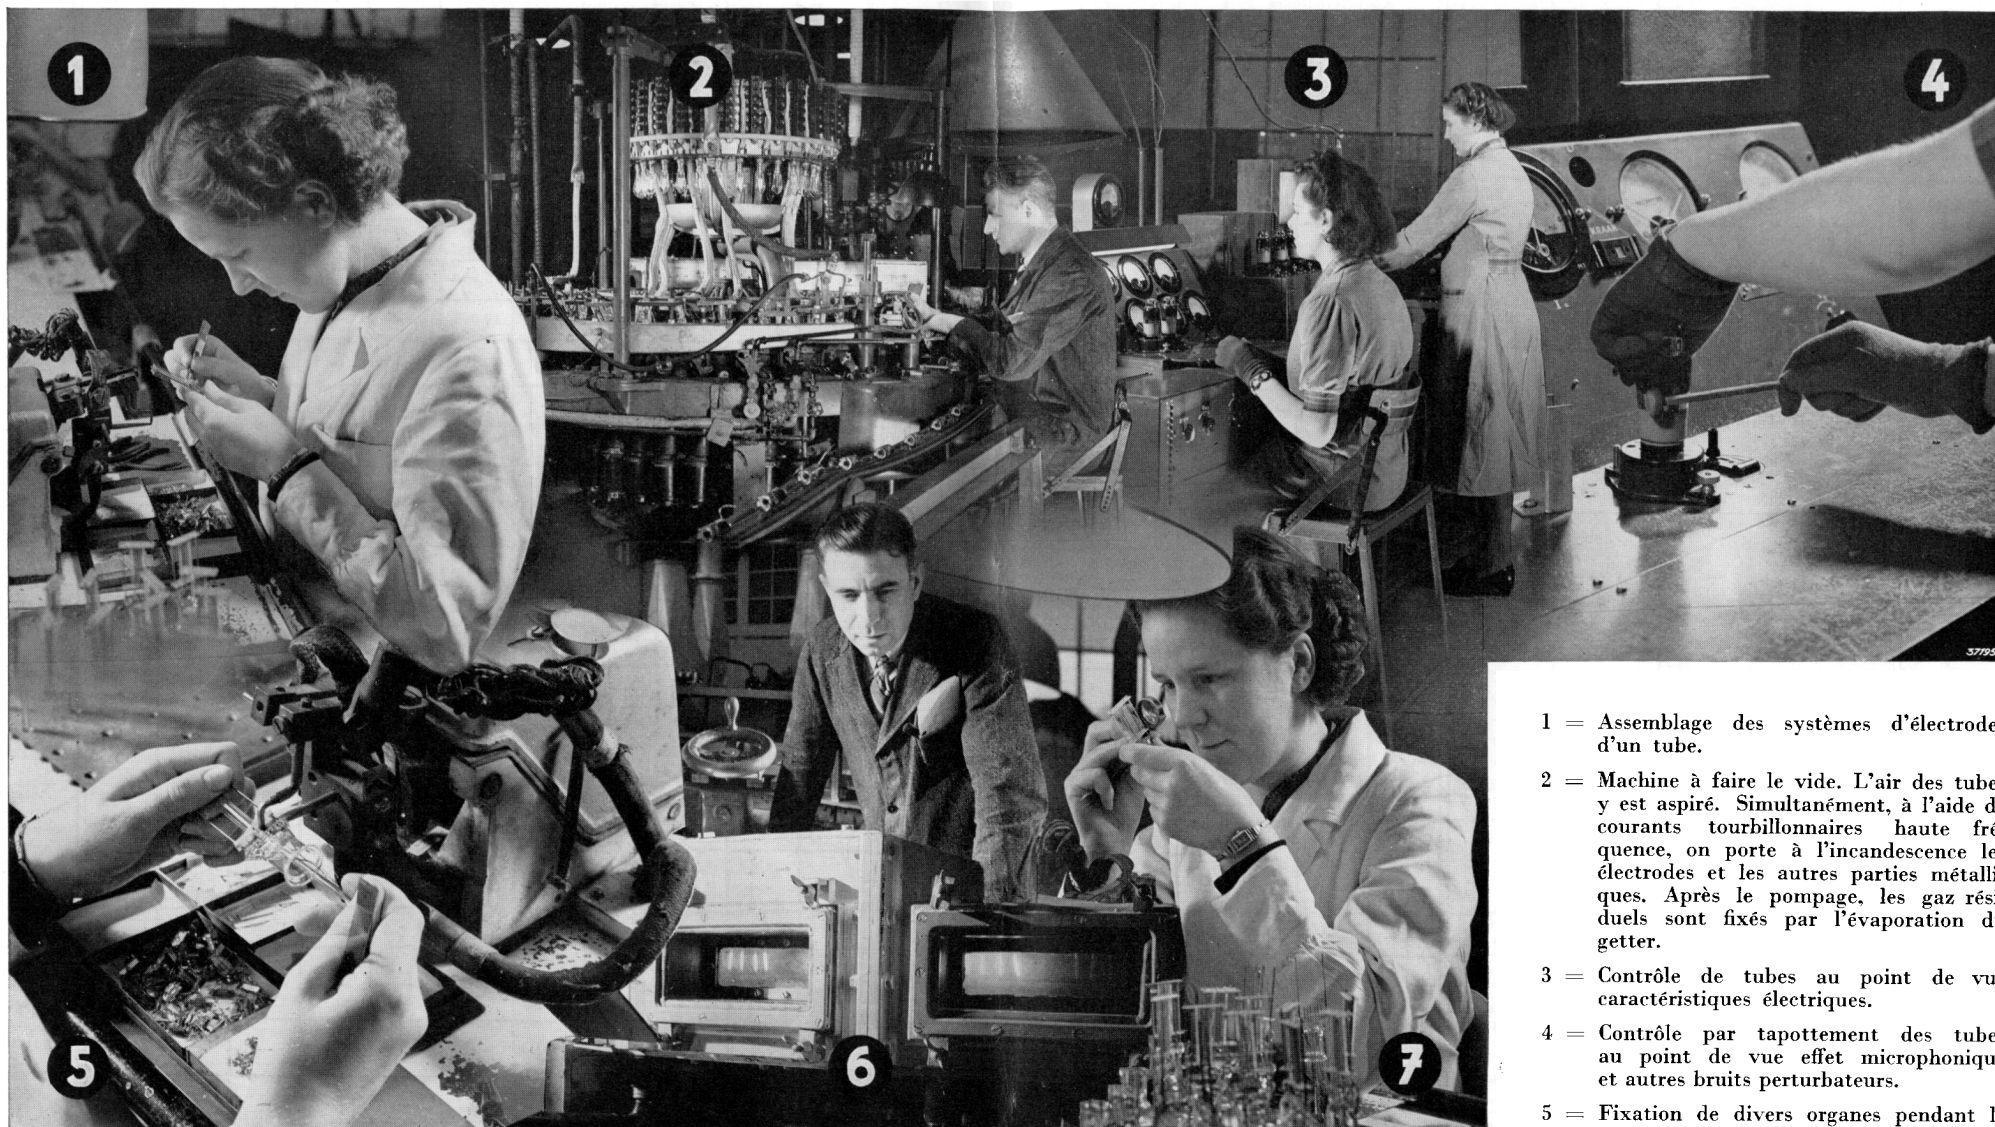 1
2
3
4
5
6
7
37195
1 = Assemblage des systèmes d'électrode
d'un tube.
2 = Machine à faire le vide. L'air des tube
y est aspiré. Simultanément, à l'aide d
courants tourbillonnaires haute fré
quence, on porte à l'incandescence le
électrodes et les autres parties métalli
ques. Après le pompage, les gaz rési
duels sont fixés par l'évaporation d
getter.
3 = Contrôle de tubes au point de vu
caractéristiques électriques.
4 = Contrôle par tapottement des tube
au point de vue effet microphoniqu
et autres bruits perturbateurs.
5 = Fixation de divers organes pendant l